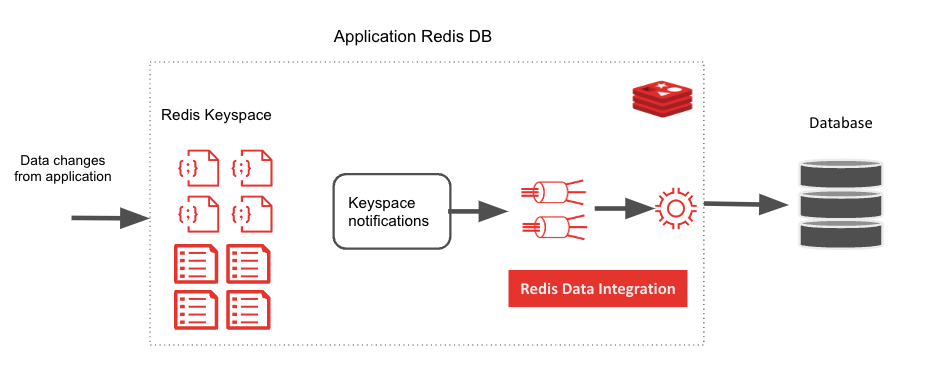 Application Redis DB
Redis Keyspace
Database
Data changes
from application
{;}
{;}
{;}
{;}
Keyspace
notifications
Redis Data Integration